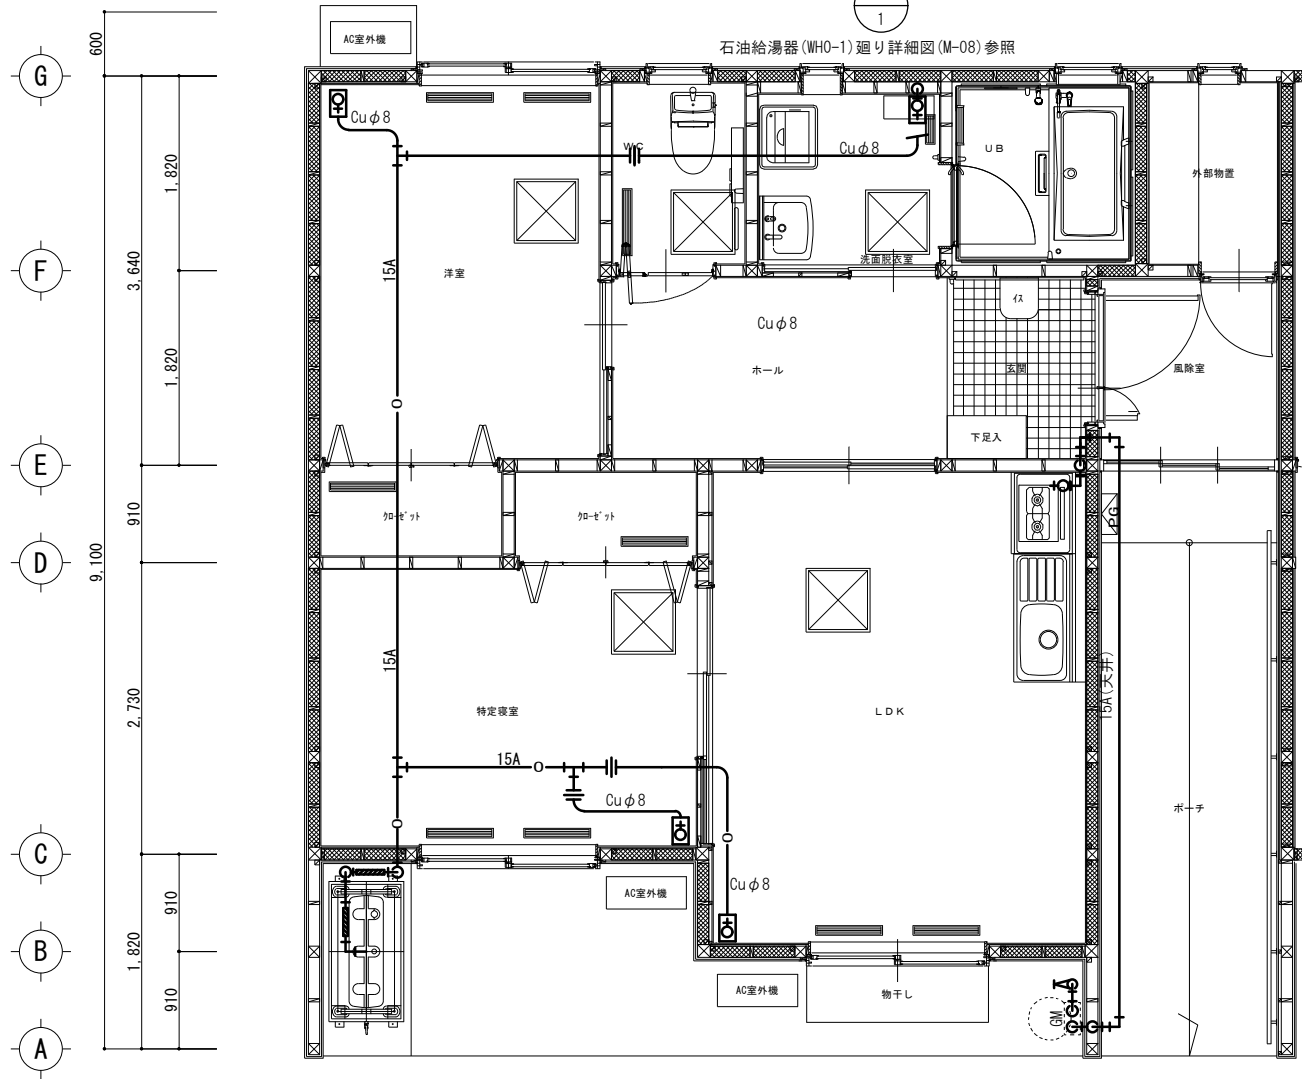 1
石油給湯器(WHO-1)廻り詳細図(M-08)参照
AC室外機
600
G
Cuφ8
WC
Cuφ8
UB
外部物置
1,820
F
3,640
15A
洋室
洗面脱衣室
イス
Cuφ8
1,820
ホール
玄関
風除室
下足入
E
910
クローゼット
クローゼット
PG
D
9,100
15A
15A(天井)
2,730
特定寝室
LDK
15A
Cuφ8
ポーチ
C
Cuφ8
AC室外機
910
B
1,820
AC室外機
物干し
910
GM
A